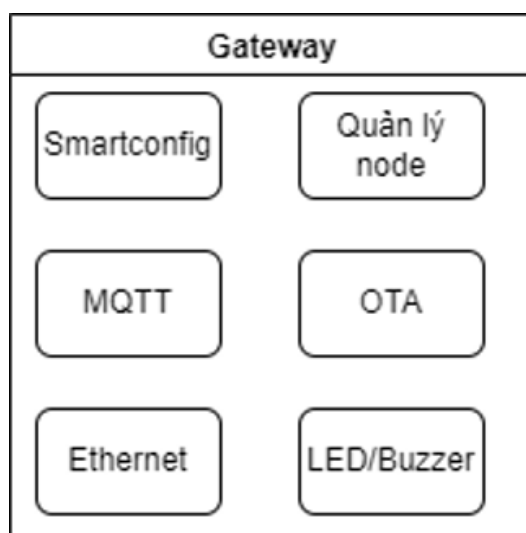 Gateway
Smartconfig
Quản lý
node
MQTT
OTA
Ethernet
LED/Buzzer